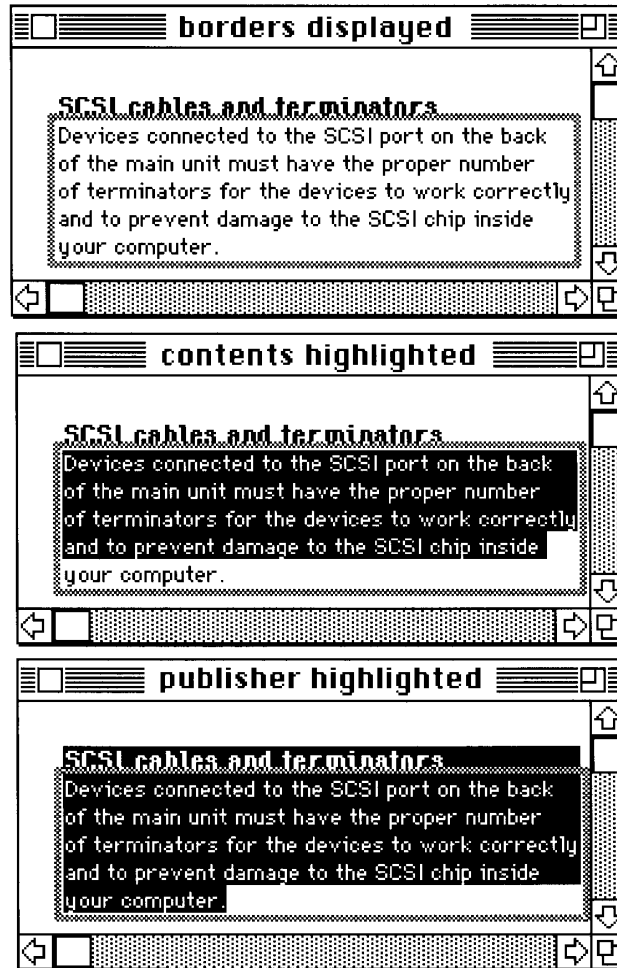 borders displayed
SCSI cables and terminators
Devices connected to the SCSI port on the back
of the main unit must have the proper number
of terminators for the devices to work correctly
and to prevent damage to the SCSI chip inside
your computer.
contents highlighted
SCSI cables and terminators
Devices connected to the SCSI port on the back
of the main unit must have the proper number
of terminators for the devices to work correctly
and to prevent damage to the SCSI chip inside
your computer.
publisher highlighted
SCSI cables and terminators
Devices connected to the SCSI port on the back
of the main unit must have the proper number
of terminators for the devices to work correctly
and to prevent damage to the SCSI chip inside
your computer.